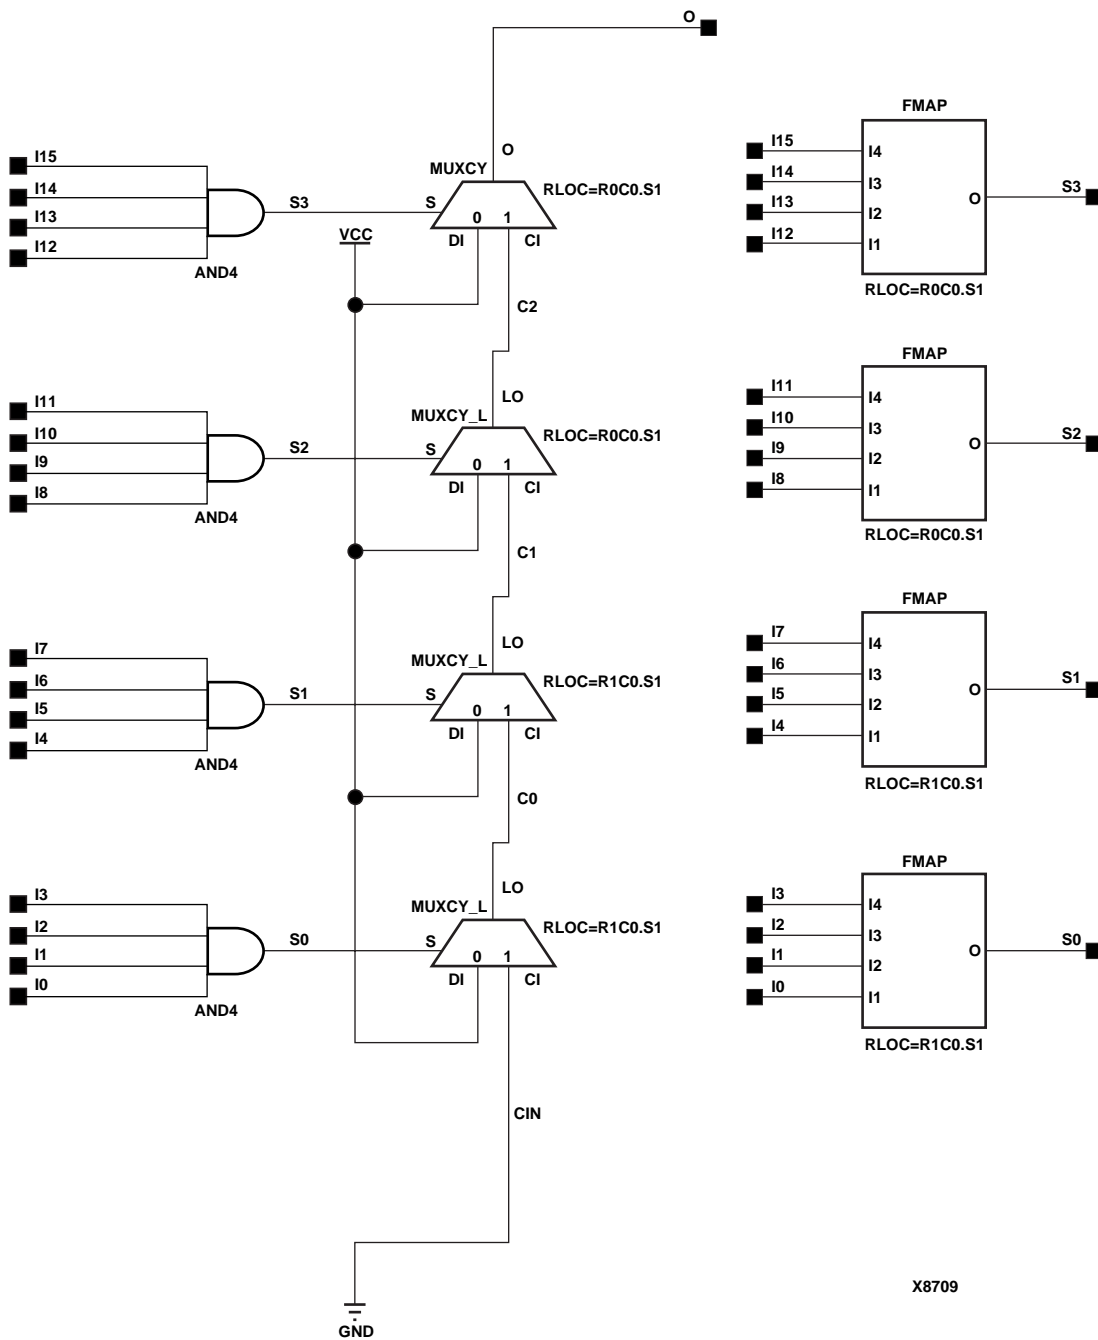 O
FMAP
I15
I14
I13
I12
AND4
S3
MUXCY
O
S
0 1
DI CI
RLOC=R0C0.S1
VCC
C2
I15
I14
I13
I12
I4
I3
I2
I1
O
S3
RLOC=R0C0.S1
FMAP
I11
I10
I9
I8
AND4
S2
LO
MUXCY_L
S
0 1
DI CI
RLOC=R0C0.S1
C1
I11
I10
I9
I8
I4
I3
I2
I1
O
S2
RLOC=R0C0.S1
FMAP
I7
I6
I5
I4
AND4
S1
LO
MUXCY_L
S
0 1
DI CI
RLOC=R1C0.S1
C0
I7
I6
I5
I4
I4
I3
I2
I1
O
S1
RLOC=R1C0.S1
FMAP
I3
I2
I1
I0
AND4
S0
LO
MUXCY_L
S
0 1
DI CI
RLOC=R1C0.S1
CIN
I3
I2
I1
I0
I4
I3
I2
I1
O
S0
RLOC=R1C0.S1
GND
X8709